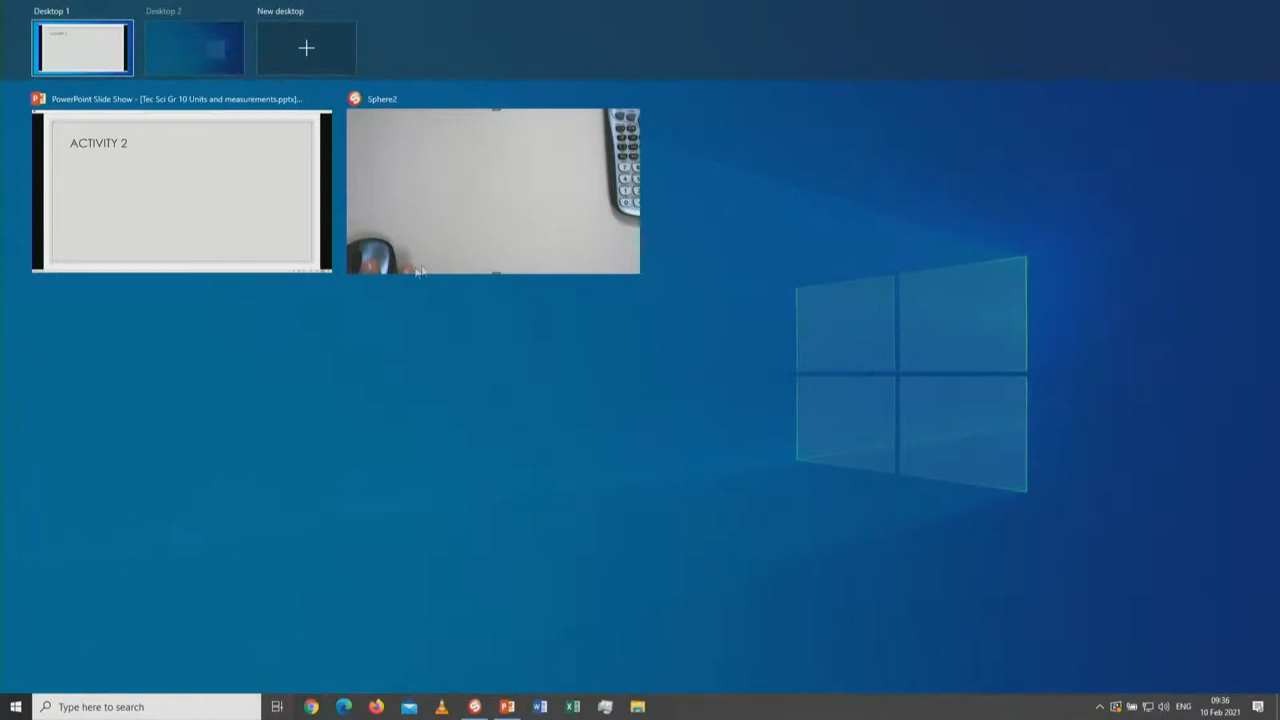 Desktop 1
Desktop 2
New desktop
PowerPoint Slide Show - [Tec Sci Gr 10 Units and measurements.pptx]...
Sphere2
ACTIVITY 2
Type here to search
ENG
09:36
10 Feb 2021